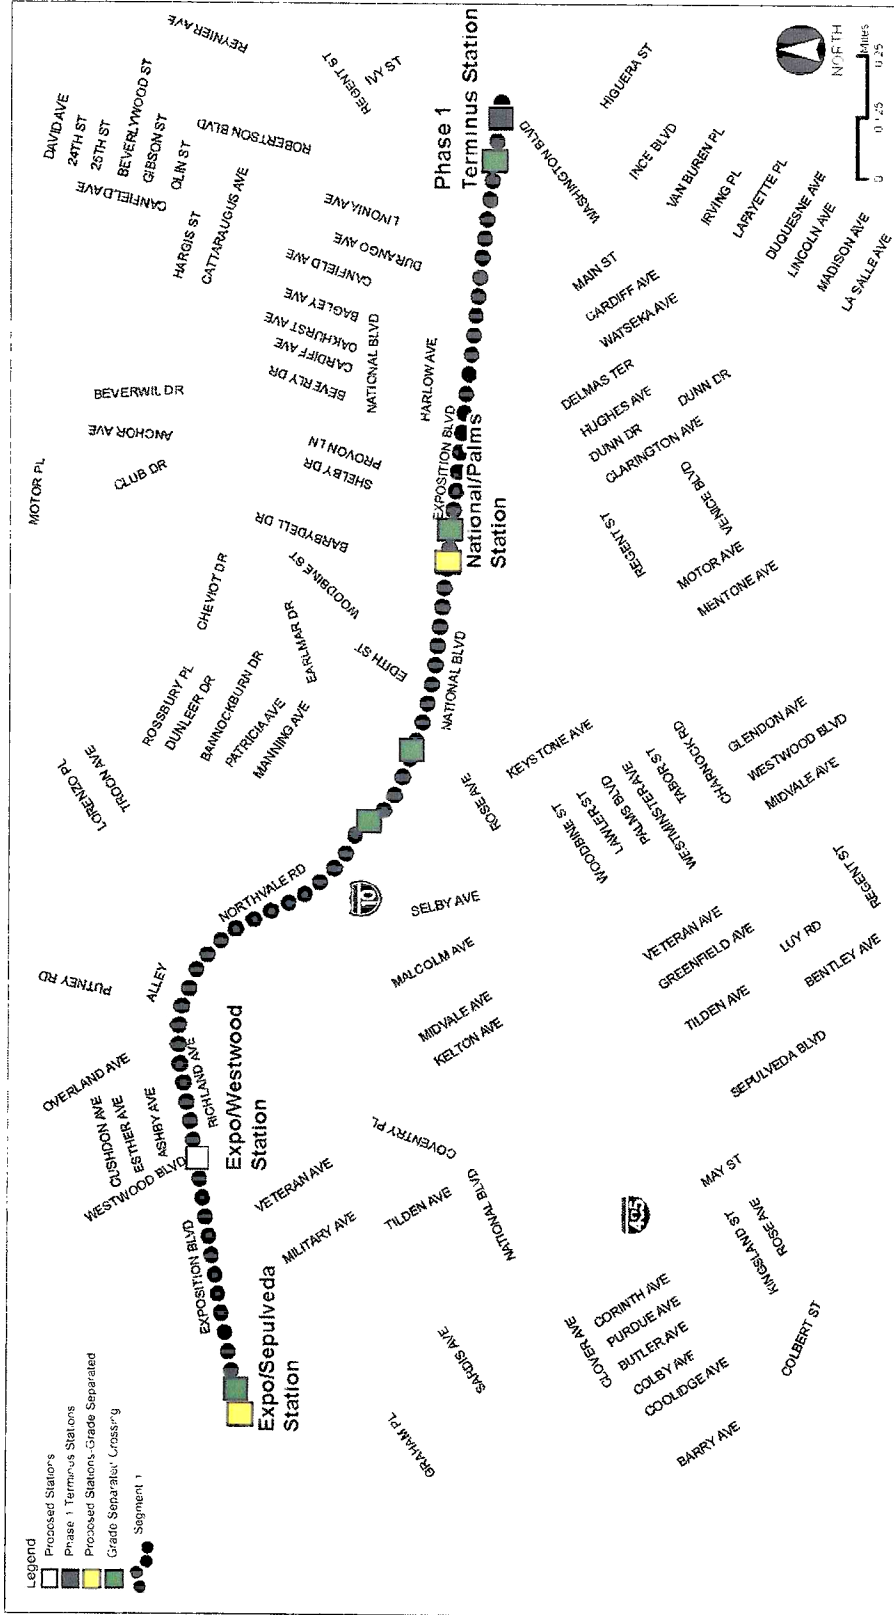 Legend
Proposed Stations
Phase 1 Terminus Stations
Proposed Stations-Grade Separated
Grade Separated Crossing
Segment 1
WESTWOOD BLVD
CUSHDON AVE
ESTHER AVE
ASHBY AVE
OVERLAND AVE
PUTNEY RD
ALLEY
RICHLAND AVE
EXPOSITION BLVD
NORTHVALE RD
LORENZO PL
TROON AVE
ROSSBURY PL
DUNLEER DR
BANNOCKBURN DR
PATRICIA AVE
MANNING AVE
EARLMAR DR
CHEVIOT DR
WOODBINE ST
EDITH ST
BARBYDELL DR
MOTOR PL
CLUB DR
ANCHOR AVE
BEVERWIL DR
SHELBY DR
PROVON LN
BEVERLY DR
CARDIFF AVE
OAKHURST AVE
BAGLEY AVE
NATIONAL BLVD
CANFIELD AVE
DURANGO AVE
LIVONIA AVE
HARLOW AVE
HARGIS ST
CATTARAUGUS AVE
DAVID AVE
24TH ST
25TH ST
BEVERLYWOOD ST
GIBSON ST
OLIN ST
CANFIELD AVE
ROBERTSON BLVD
REYNIER AVE
REGENT ST
IVY ST
Expo/Sepulveda
Station
Expo/Westwood
Station
National/Palms
Station
Phase 1
Terminus Station
EXPOSITION BLVD
NATIONAL BLVD
10
405
VETERAN AVE
MILITARY AVE
TILDEN AVE
COVENTRY PL
NATIONAL BLVD
SARDIS AVE
GRAHAM PL
SELBY AVE
MALCOLM AVE
MIDVALE AVE
KELTON AVE
ROSE AVE
KEYSTONE AVE
WOODBINE ST
LAWLER ST
PALMS BLVD
WESTMINSTER AVE
TABOR ST
CHARNOCK RD
GLENDON AVE
WESTWOOD BLVD
MIDVALE AVE
REGENT ST
VETERAN AVE
GREENFIELD AVE
LUY RD
BENTLEY AVE
TILDEN AVE
SEPULVEDA BLVD
MAY ST
KINGSLAND ST
ROSE AVE
COLBERT ST
CLOVER AVE
CORINTH AVE
PURDUE AVE
BUTLER AVE
COLBY AVE
COOLIDGE AVE
BARRY AVE
REGENT ST
MOTOR AVE
MENTONE AVE
VENICE BLVD
CLARINGTON AVE
DUNN DR
HUGHES AVE
DELMAS TER
DUNN DR
WATSEKA AVE
CARDIFF AVE
MAIN ST
WASHINGTON BLVD
HIGUERA ST
INCE BLVD
VAN BUREN PL
IRVING PL
LAFAYETTE PL
DUQUESNE AVE
LINCOLN AVE
MADISON AVE
LA SALLE AVE
NORTH
0 0.125 0.25
Miles